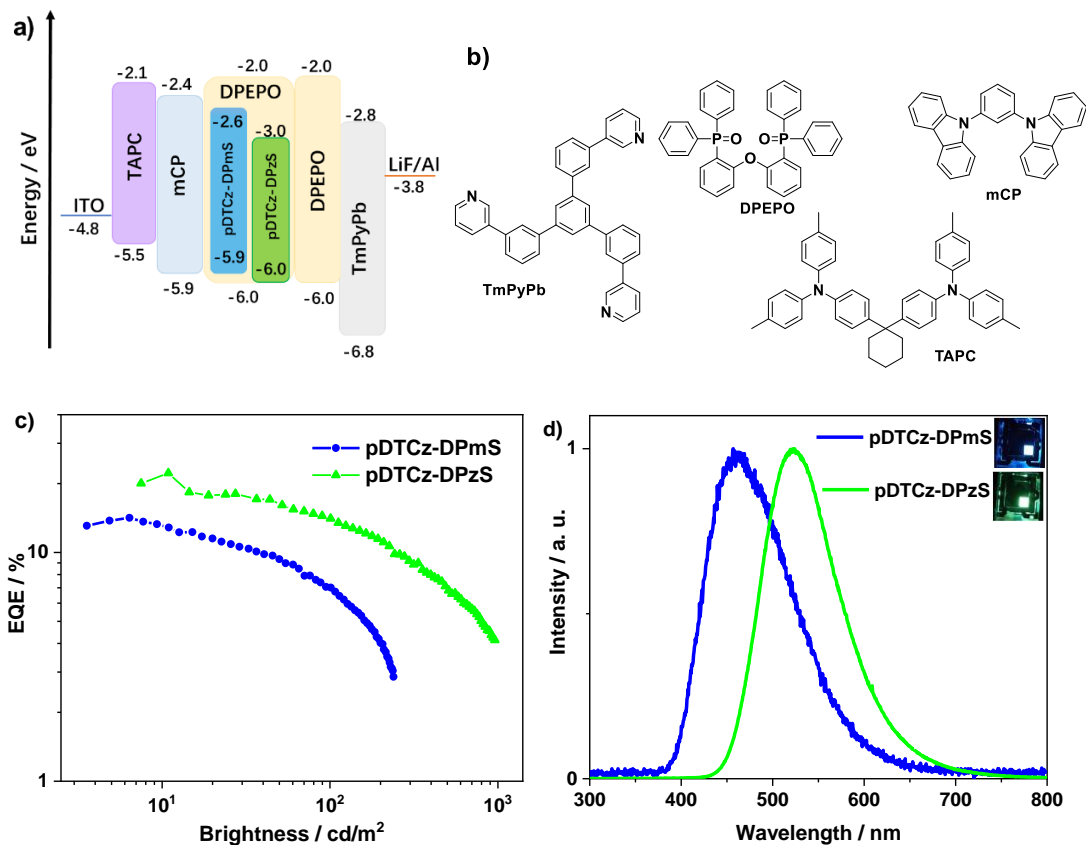 a)
Energy / eV
ITO
-4.8
-2.1
TAPC
-5.5
-2.4
mCP
-5.9
-2.0
DPEPO
-2.6
pDTCz-DPmS
-5.9
-3.0
pDTCz-DPzS
-6.0
-6.0
-2.0
DPEPO
-6.0
-2.8
TmPyPb
-6.8
LiF/Al
-3.8
b)
N
N
N
TmPyPb
P=O
O=P
O
DPEPO
N
N
mCP
N
N
TAPC
c)
EQE / %
10
1
pDTCz-DPmS
pDTCz-DPzS
10¹
10²
10³
Brightness / cd/m²
d)
Intensity / a. u.
1
0
pDTCz-DPmS
pDTCz-DPzS
300
400
500
600
700
800
Wavelength / nm